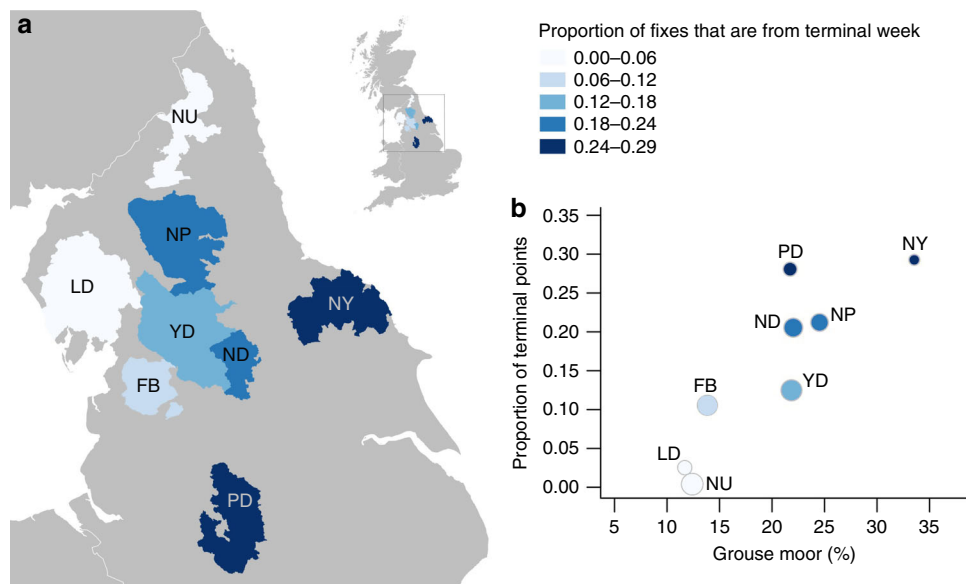 a
NU
NP
LD
NY
YD
ND
FB
PD
Proportion of fixes that are from terminal week
0.00–0.06
0.06–0.12
0.12–0.18
0.18–0.24
0.24–0.29
b
0.35
0.30
0.25
0.20
0.15
0.10
0.05
0.00
Proportion of terminal points
PD
NY
ND
NP
FB
YD
LD
NU
5
10
15
20
25
30
35
Grouse moor (%)